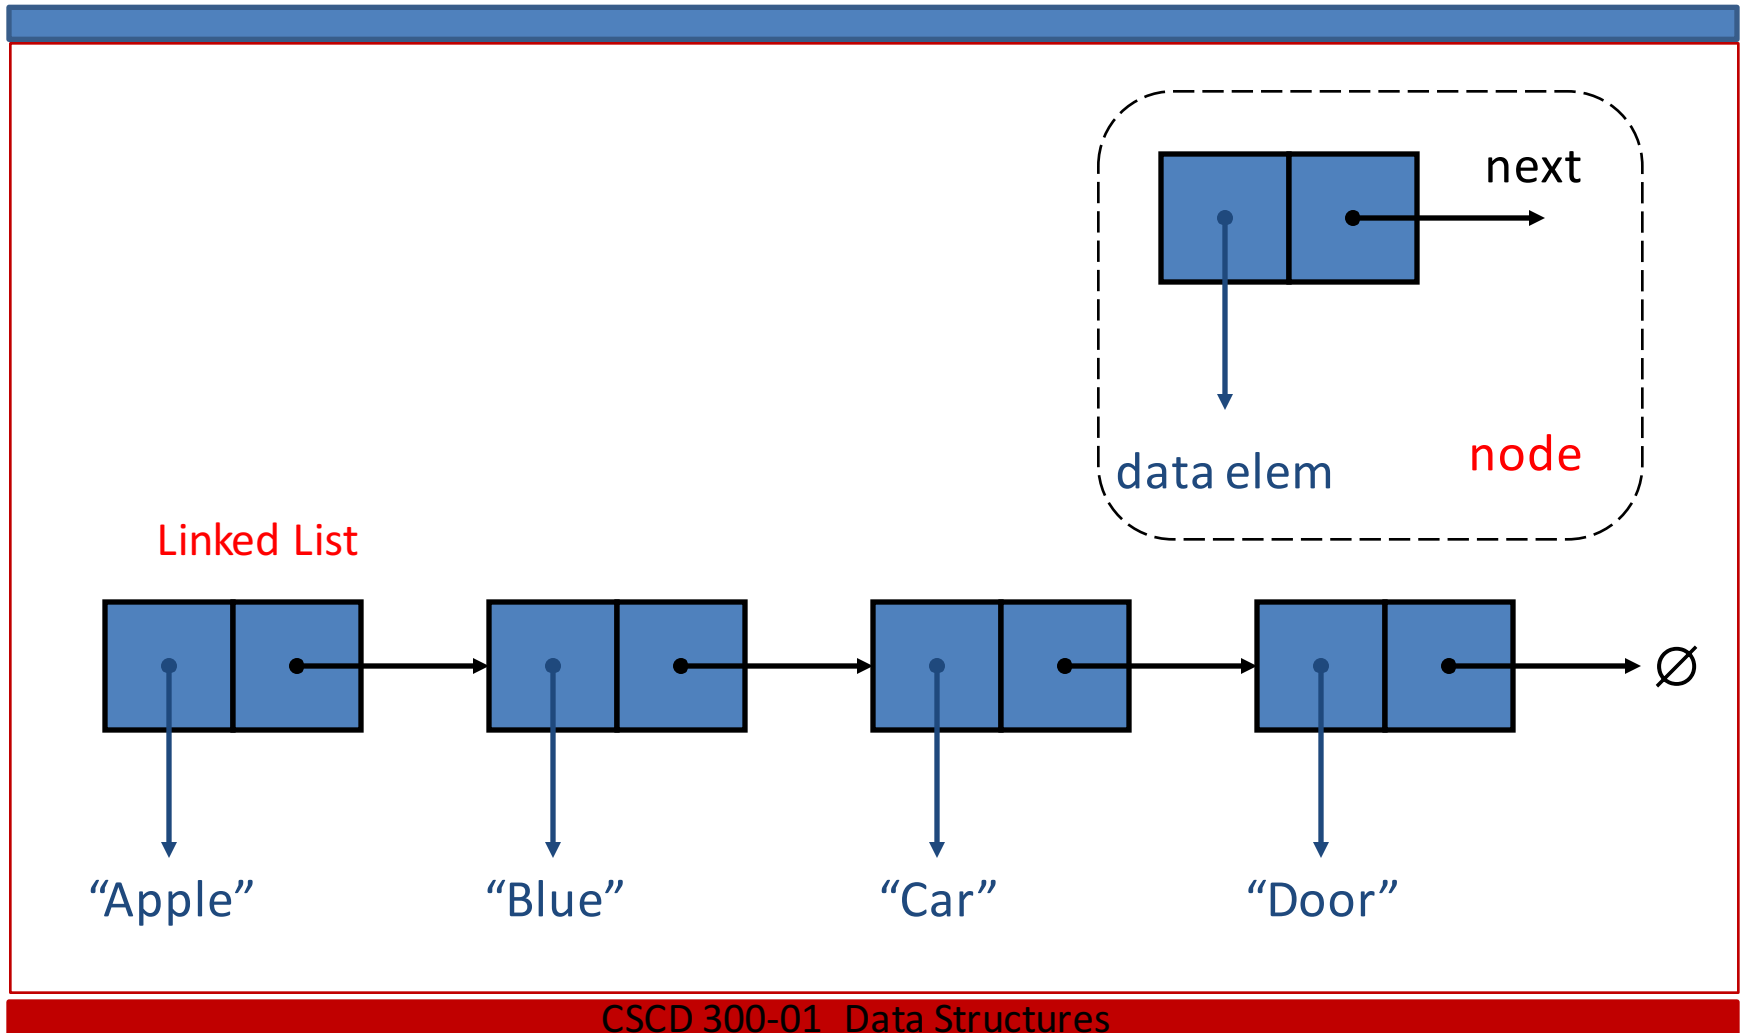 next
data elem
node
Linked List
∅
“Apple” “Blue” “Car” “Door”
CSCD 300-01 Data Structures